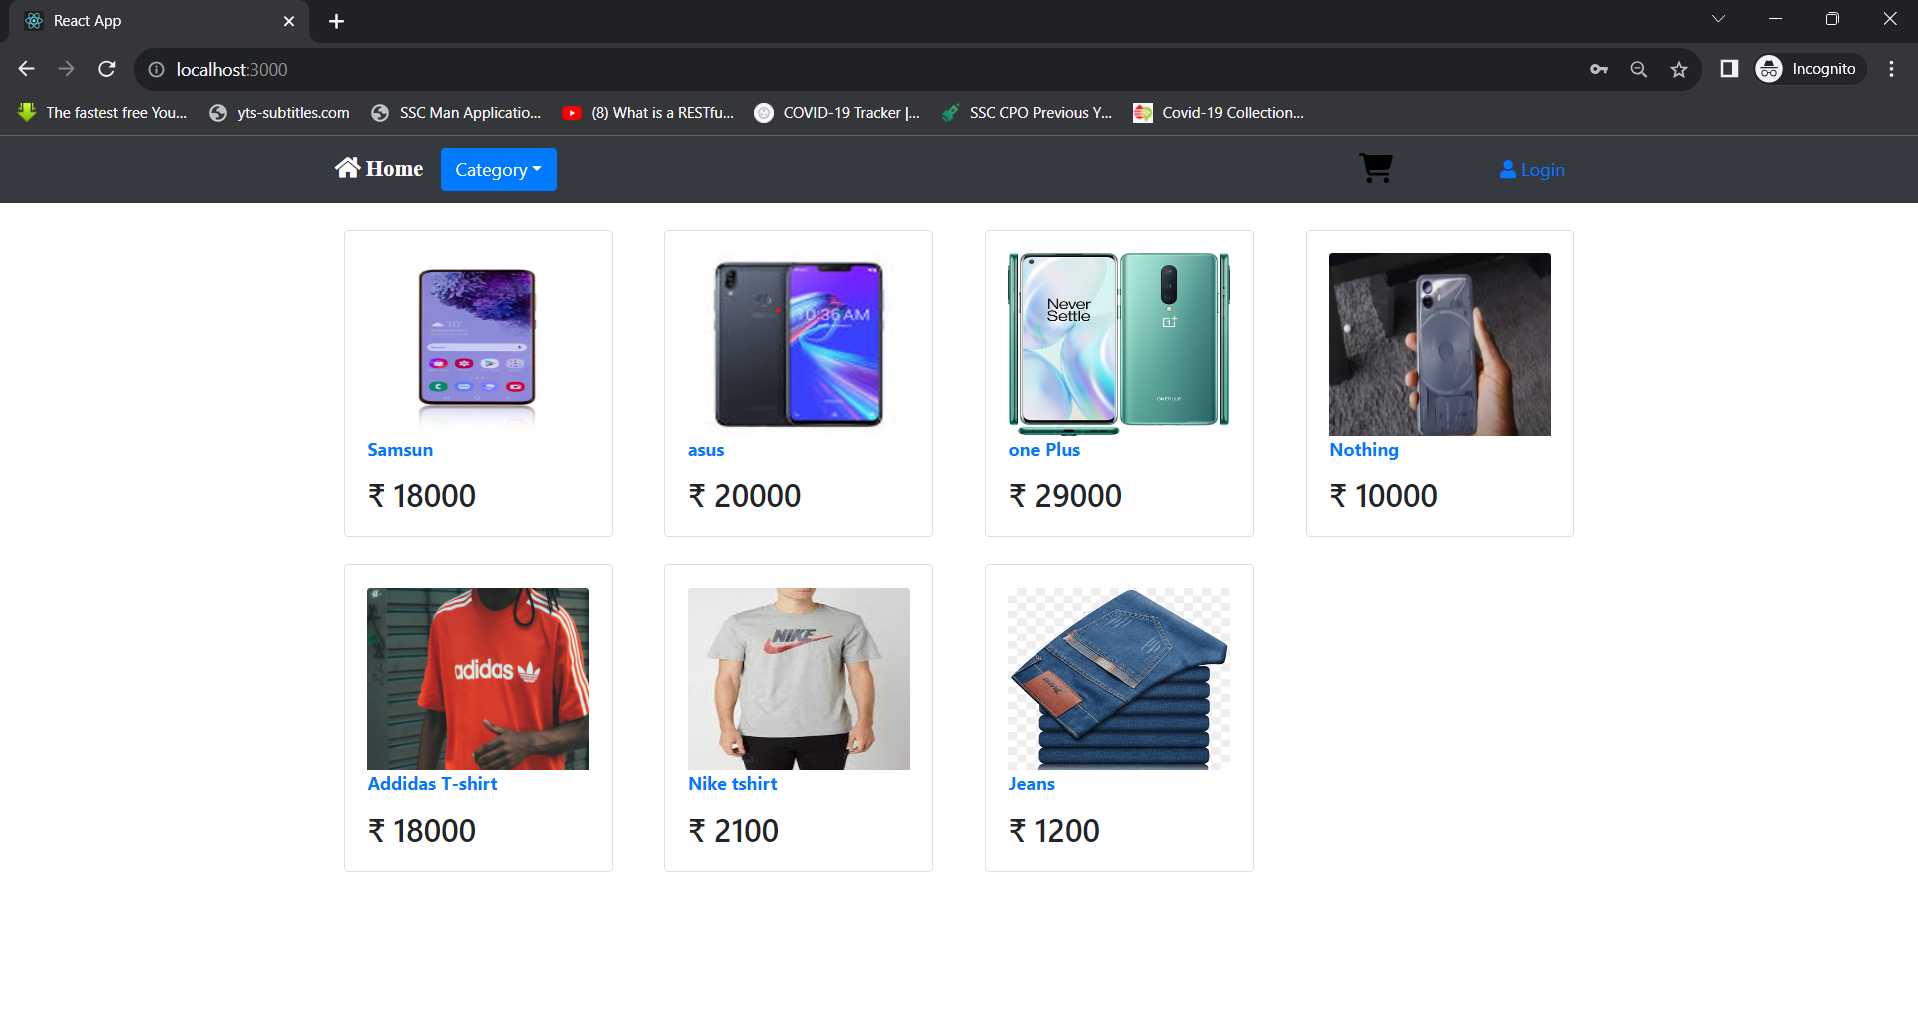 React App
localhost:3000
Incognito
The fastest free You...
yts-subtitles.com
SSC Man Applicatio...
(8) What is a RESTfu...
COVID-19 Tracker |...
SSC CPO Previous Y...
Covid-19 Collection...
Home
Category
Login
10:36 AM
Never
Settle
ONEPLUS
Samsun
asus
one Plus
Nothing
₹ 18000
₹ 20000
₹ 29000
₹ 10000
adidas
NIKE
Addidas T-shirt
Nike tshirt
Jeans
₹ 18000
₹ 2100
₹ 1200